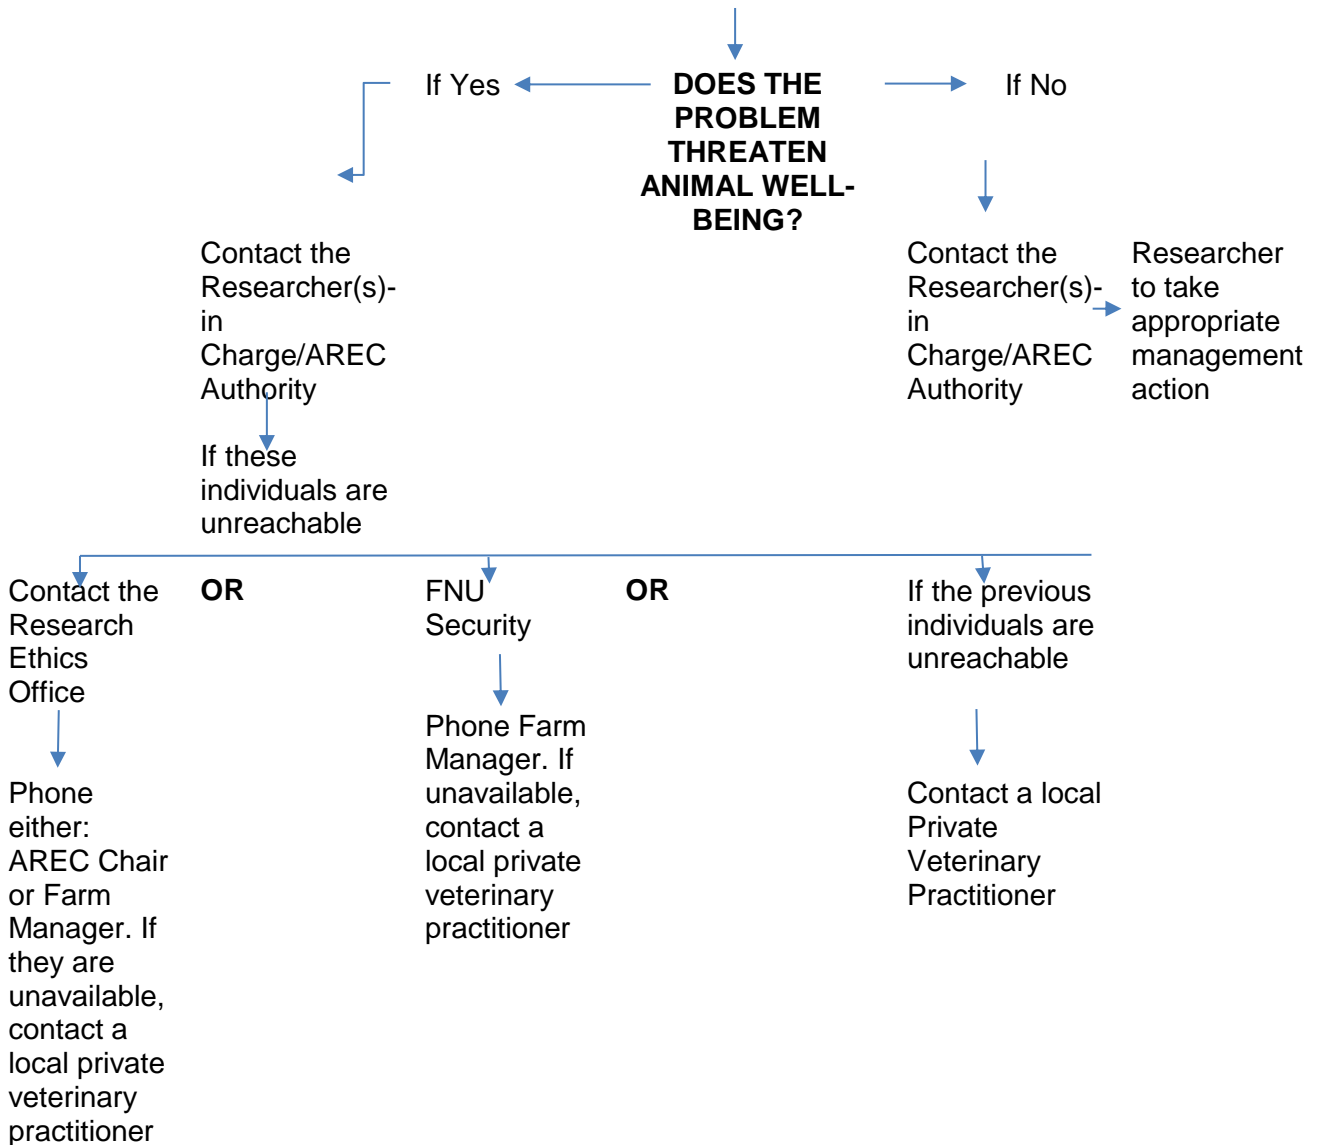 If Yes
DOES THE
PROBLEM
THREATEN
ANIMAL WELL-
BEING?
If No
Contact the
Researcher(s)-
in
Charge/AREC
Authority
Contact the
Researcher(s)-
in
Charge/AREC
Authority
Researcher
to take
appropriate
management
action
If these
individuals are
unreachable
Contact the
Research
Ethics
Office
OR
FNU
Security
OR
If the previous
individuals are
unreachable
Phone
either:
AREC Chair
or Farm
Manager. If
they are
unavailable,
contact a
local private
veterinary
practitioner
Phone Farm
Manager. If
unavailable,
contact a
local private
veterinary
practitioner
Contact a local
Private
Veterinary
Practitioner